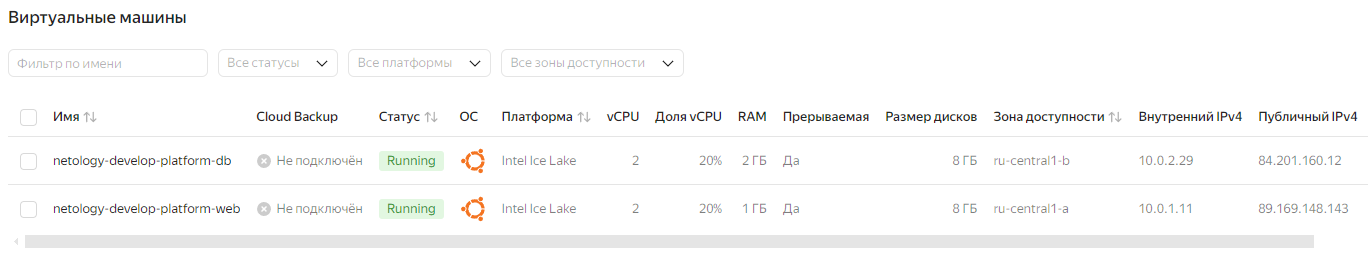 Виртуальные машины
Фильтр по имени Все статусы Все платформы Все зоны доступности
Имя Cloud Backup Статус ОС Платформа vCPU Доля vCPU RAM Прерываемая Размер дисков Зона доступности Внутренний IPv4 Публичный IPv4
netology-develop-platform-db Не подключён Running Intel Ice Lake 2 20% 2 ГБ Да 8 ГБ ru-central1-b 10.0.2.29 84.201.160.12
netology-develop-platform-web Не подключён Running Intel Ice Lake 2 20% 1 ГБ Да 8 ГБ ru-central1-a 10.0.1.11 89.169.148.143